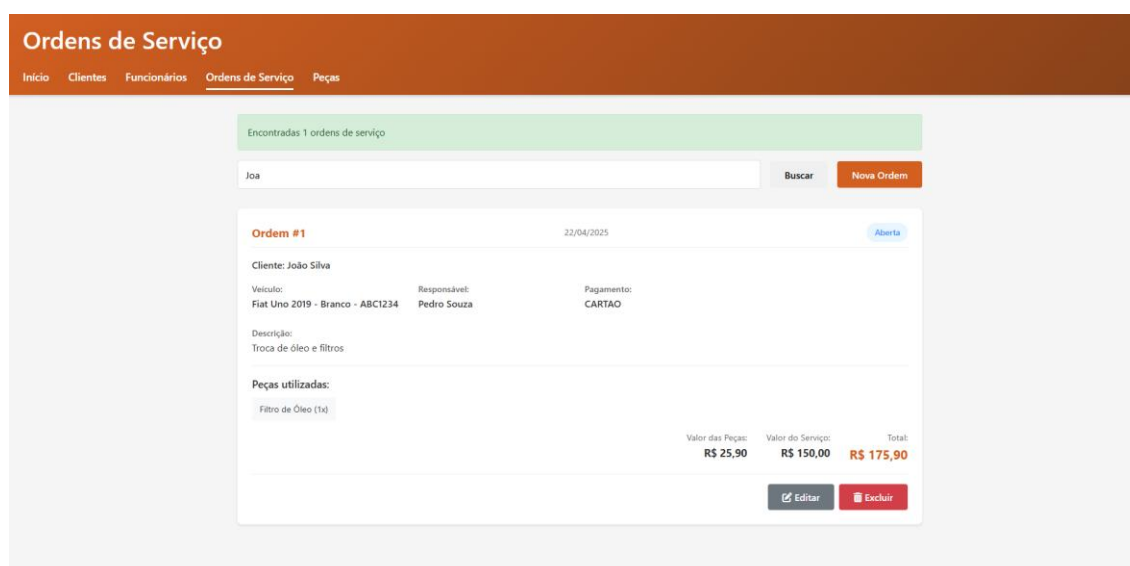 Ordens de Serviço
Início Clientes Funcionários Ordens de Serviço Peças
Encontradas 1 ordens de serviço
Joa Buscar Nova Ordem
Ordem #1 22/04/2025 Aberta
Cliente: João Silva
Veículo: Responsável: Pagamento:
Fiat Uno 2019 - Branco - ABC1234 Pedro Souza CARTAO
Descrição:
Troca de óleo e filtros
Peças utilizadas:
Filtro de Óleo (1x)
Valor das Peças: Valor do Serviço: Total:
R$ 25,90 R$ 150,00 R$ 175,90
Editar Excluir